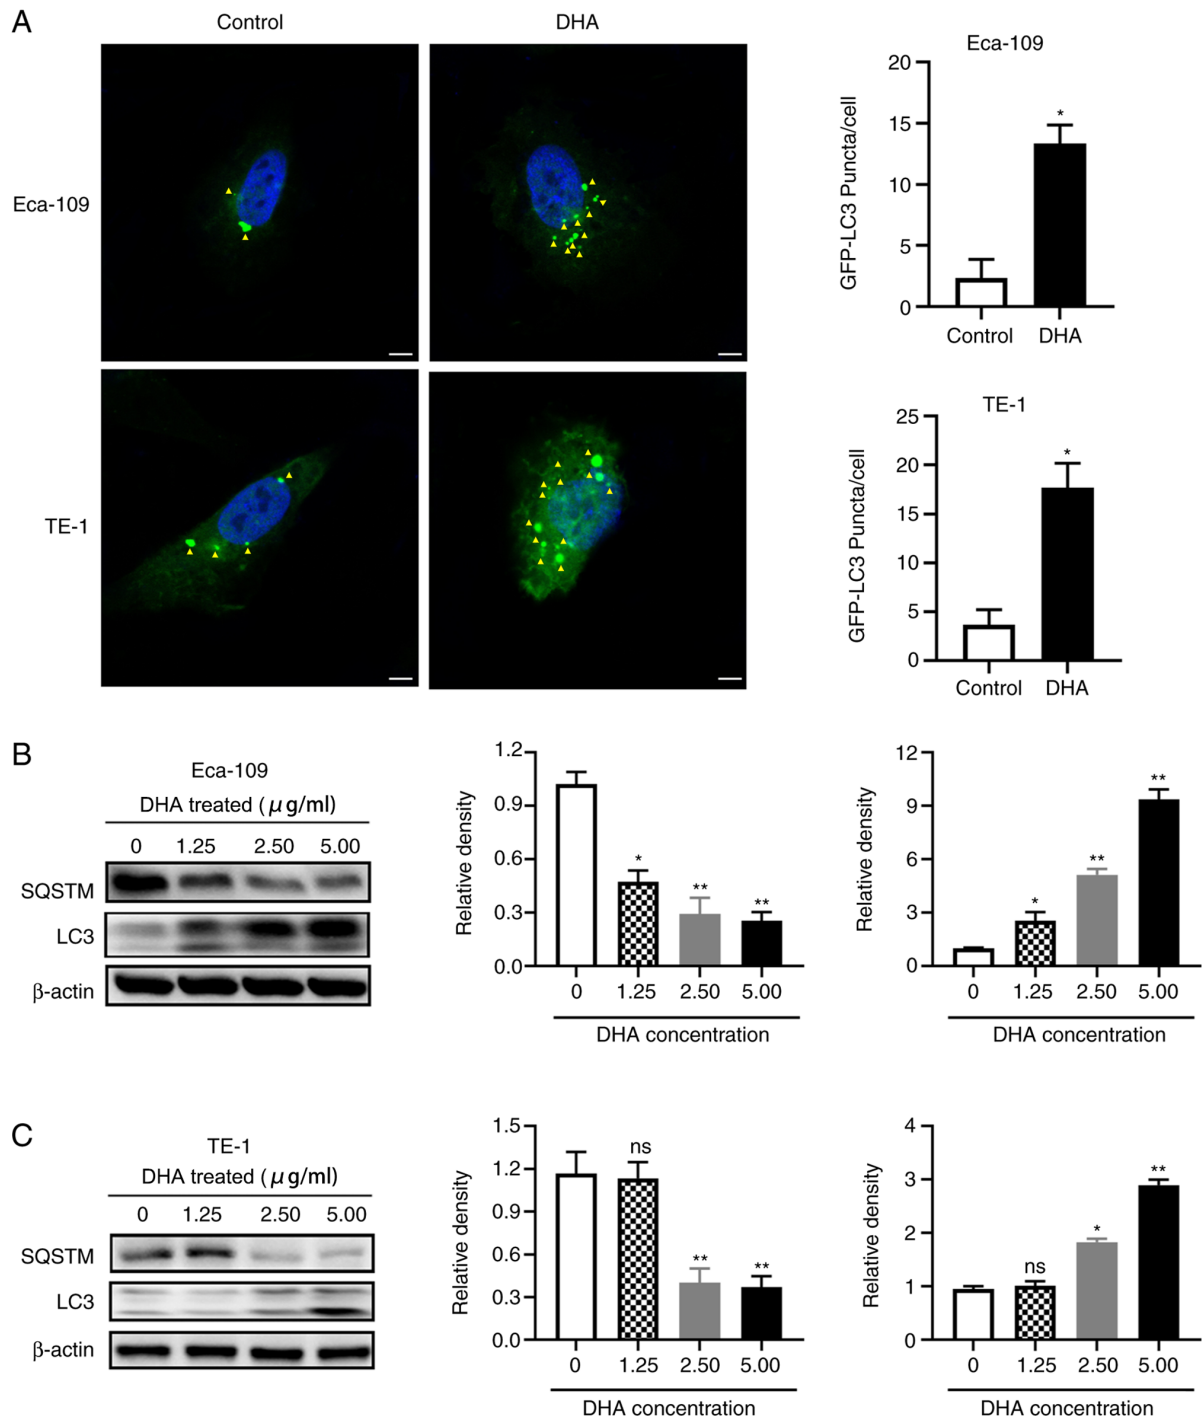 A
Control
DHA
Eca-109
TE-1
Eca-109
GFP-LC3 Puncta/cell
20
15
10
5
0
*
Control
DHA
TE-1
GFP-LC3 Puncta/cell
25
20
15
10
5
0
*
Control
DHA
B
Eca-109
DHA treated (μg/ml)
0 1.25 2.50 5.00
SQSTM
LC3
β-actin
Relative density
1.2
0.9
0.6
0.3
0.0
* ** **
0 1.25 2.50 5.00
DHA concentration
Relative density
12
9
6
3
0
* ** **
0 1.25 2.50 5.00
DHA concentration
C
TE-1
DHA treated (μg/ml)
0 1.25 2.50 5.00
SQSTM
LC3
β-actin
Relative density
1.5
1.2
0.9
0.6
0.3
0.0
ns ** **
0 1.25 2.50 5.00
DHA concentration
Relative density
4
3
2
1
0
ns * **
0 1.25 2.50 5.00
DHA concentration